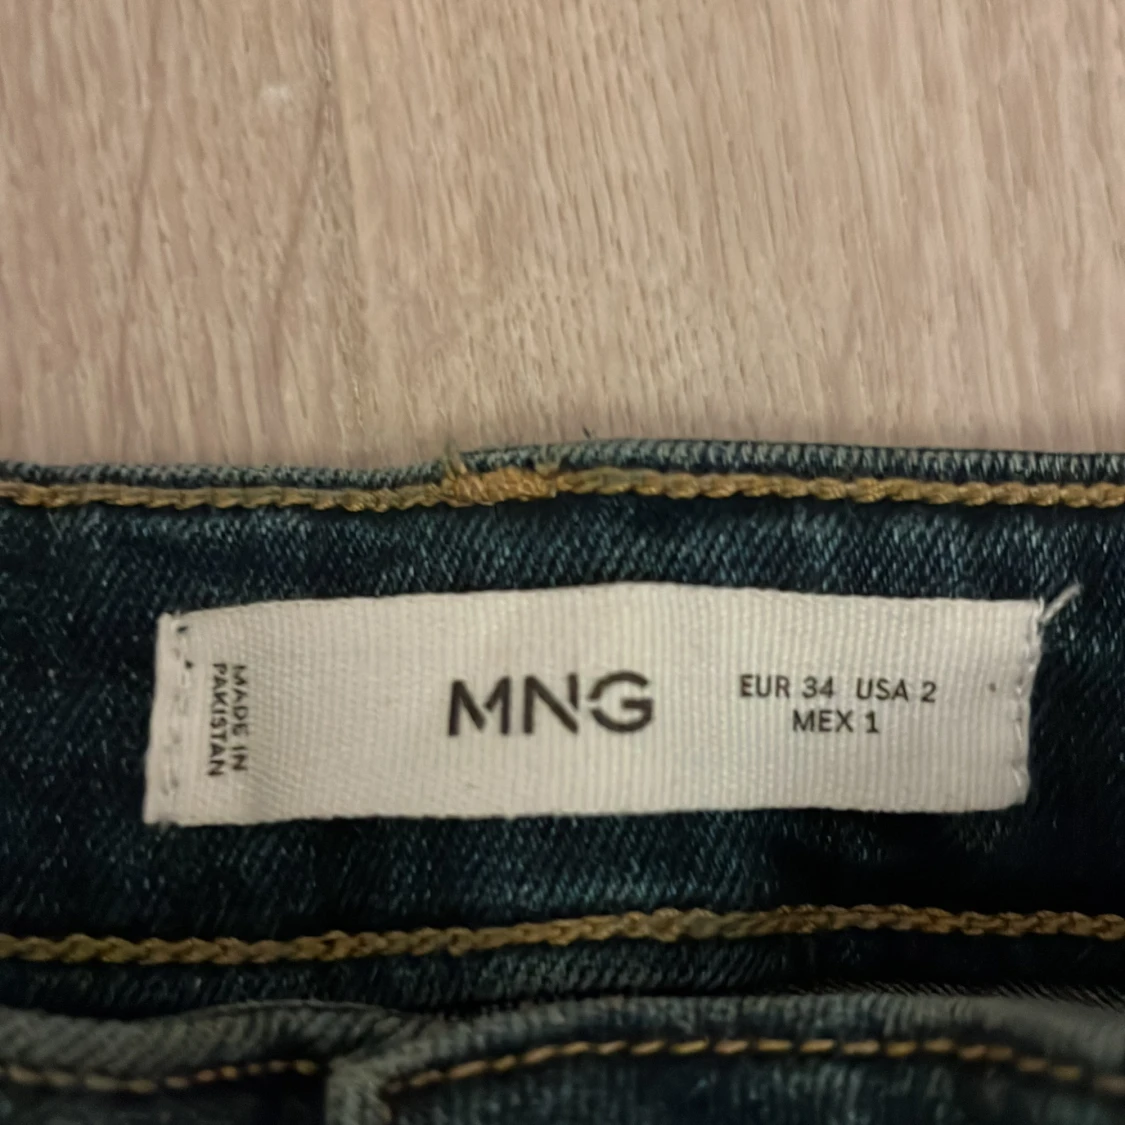 MADE IN
PAKISTAN
MNG
EUR 34 USA 2
MEX 1